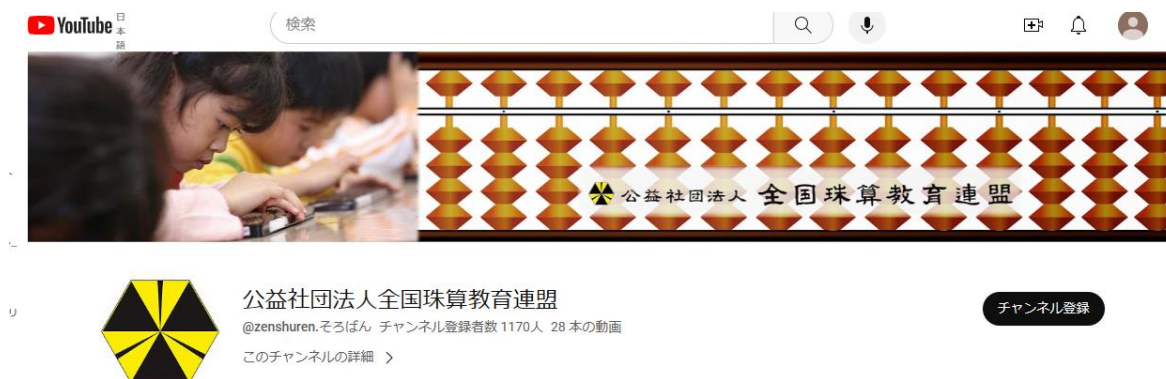 YouTube 日本語
検索
公益社団法人 全国珠算教育連盟
公益社団法人全国珠算教育連盟
@zenshuren.そろばん チャンネル登録者数 1170人 28 本の動画
このチャンネルの詳細
チャンネル登録
リ